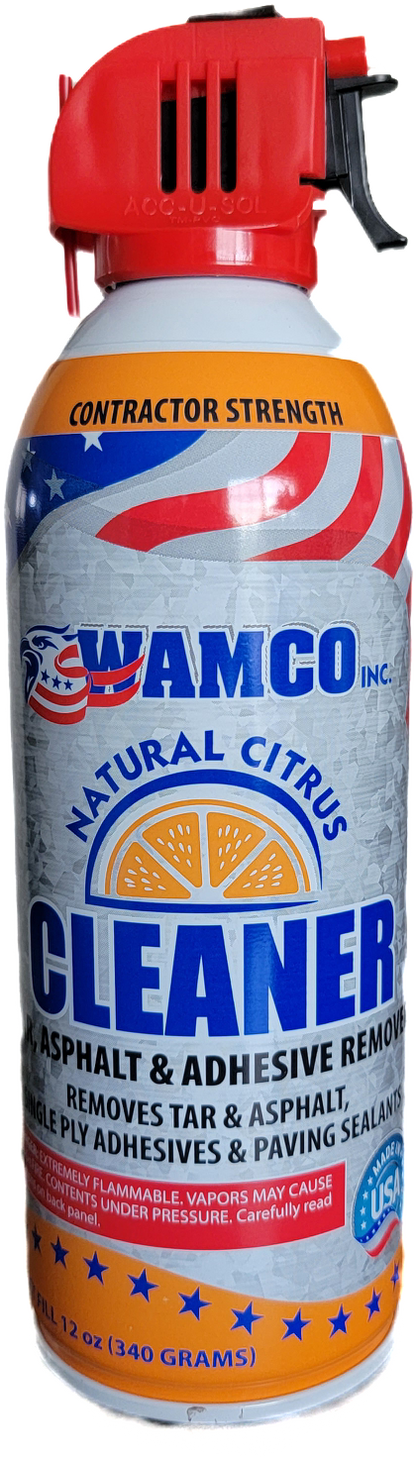 ACC-U-SOL
CONTRACTOR STRENGTH
WAMCO INC.
NATURAL CITRUS
CLEANER
ASPHALT & ADHESIVE
REMOVES TAR & ASPHALT,
PLY ADHESIVES & PAVING SEALANTS
EXTREMELY FLAMMABLE. VAPORS MAY CAUSE
CONTENTS UNDER PRESSURE. Carefully read
on back panel.
MADE IN
USA
FILL 12 oz (340 GRAMS)